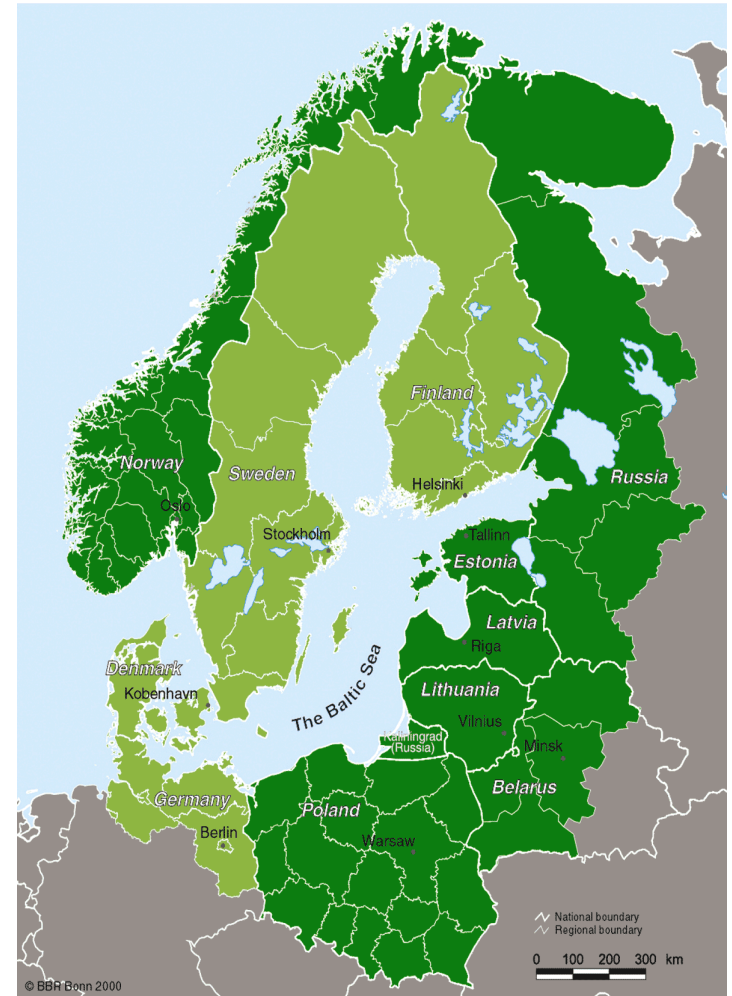 Finland
Norway
Sweden
Russia
Helsinki
Oslo
Stockholm
Tallinn
Estonia
Latvia
Riga
Denmark
Lithuania
Kobenhavn
The Baltic Sea
Vilnius
Kaliningrad
(Russia)
Minsk
Germany
Poland
Belarus
Berlin
Warsaw
National boundary
Regional boundary
0 100 200 300 km
© BBR Bonn 2000